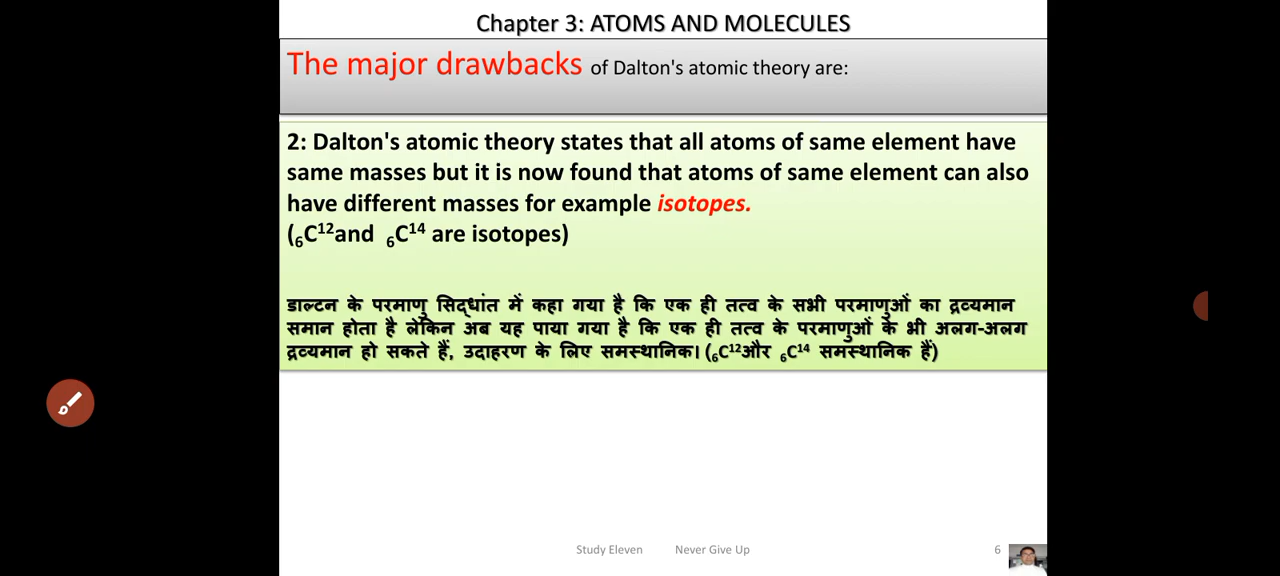 Chapter 3: ATOMS AND MOLECULES
The major drawbacks of Dalton's atomic theory are:
2: Dalton's atomic theory states that all atoms of same element have
same masses but it is now found that atoms of same element can also
have different masses for example isotopes.
(₆C¹²and ₆C¹⁴ are isotopes)
डाल्टन के परमाणु सिद्धांत में कहा गया है कि एक ही तत्व के सभी परमाणुओं का द्रव्यमान
समान होता है लेकिन अब यह पाया गया है कि एक ही तत्व के परमाणुओं के भी अलग-अलग
द्रव्यमान हो सकते हैं, उदाहरण के लिए समस्थानिक। (₆C¹²और ₆C¹⁴ समस्थानिक हैं)
Study Eleven Never Give Up 6